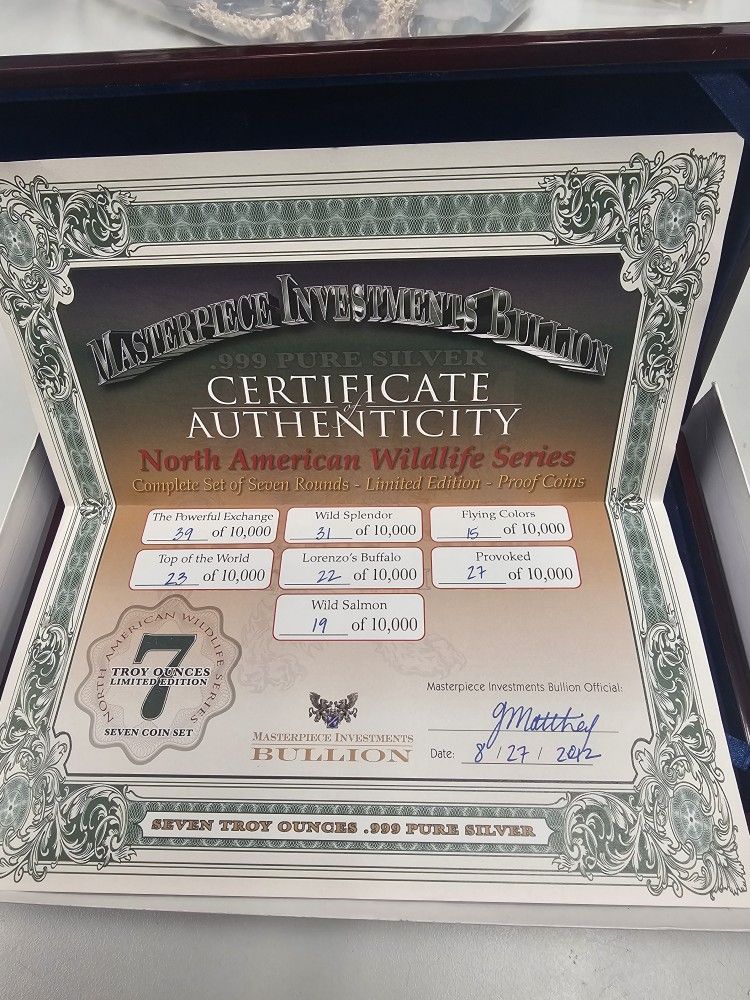 MASTERPIECE INVESTMENTS BULLION
.999 PURE SILVER
CERTIFICATE
of
AUTHENTICITY
North American Wildlife Series
Complete Set of Seven Rounds - Limited Edition - Proof Coins
The Powerful Exchange
39 of 10,000
Wild Splendor
31 of 10,000
Flying Colors
15 of 10,000
Top of the World
23 of 10,000
Lorenzo's Buffalo
22 of 10,000
Provoked
27 of 10,000
Wild Salmon
19 of 10,000
NORTH AMERICAN WILDLIFE SERIES
7
TROY OUNCES
LIMITED EDITION
SEVEN COIN SET
MASTERPIECE INVESTMENTS
BULLION
Masterpiece Investments Bullion Official:
Date: 8 / 27 / 2012
SEVEN TROY OUNCES .999 PURE SILVER